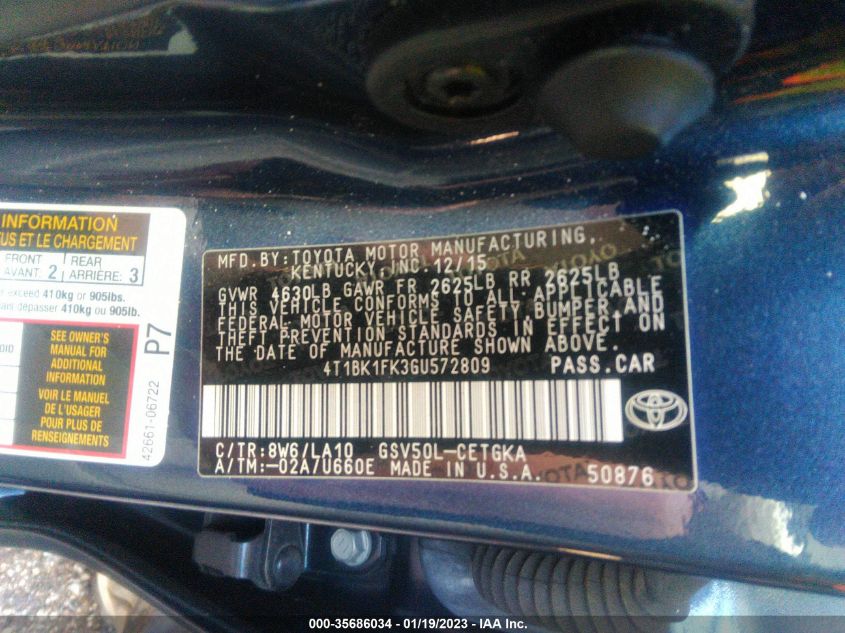 INFORMATION
US ET LE CHARGEMENT
FRONT
AVANT: 2
REAR
ARRIÈRE: 3
exceed 410kg or 905lbs.
ais dépasser 410kg ou 905lb.
SEE OWNER'S
MANUAL FOR
ADDITIONAL
INFORMATION
VOIR LE MANUEL
DE L'USAGER
POUR PLUS DE
RENSEIGNEMENTS
P7
42661-06722
MFD. BY: TOYOTA MOTOR MANUFACTURING,
KENTUCKY, INC. 12/15
GVWR 4630LB GAWR FR 2625LB RR 2625LB
THIS VEHICLE CONFORMS TO ALL APPLICABLE
FEDERAL MOTOR VEHICLE SAFETY, BUMPER, AND
THEFT PREVENTION STANDARDS IN EFFECT ON
THE DATE OF MANUFACTURE SHOWN ABOVE.
4T1BK1FK3GU572809 PASS.CAR
C/TR: 8W6/LA10 GSV50L-CETGKA
A/TM: -02A/U660E MADE IN U.S.A. 50876
000-35686034 - 01/19/2023 - IAA Inc.